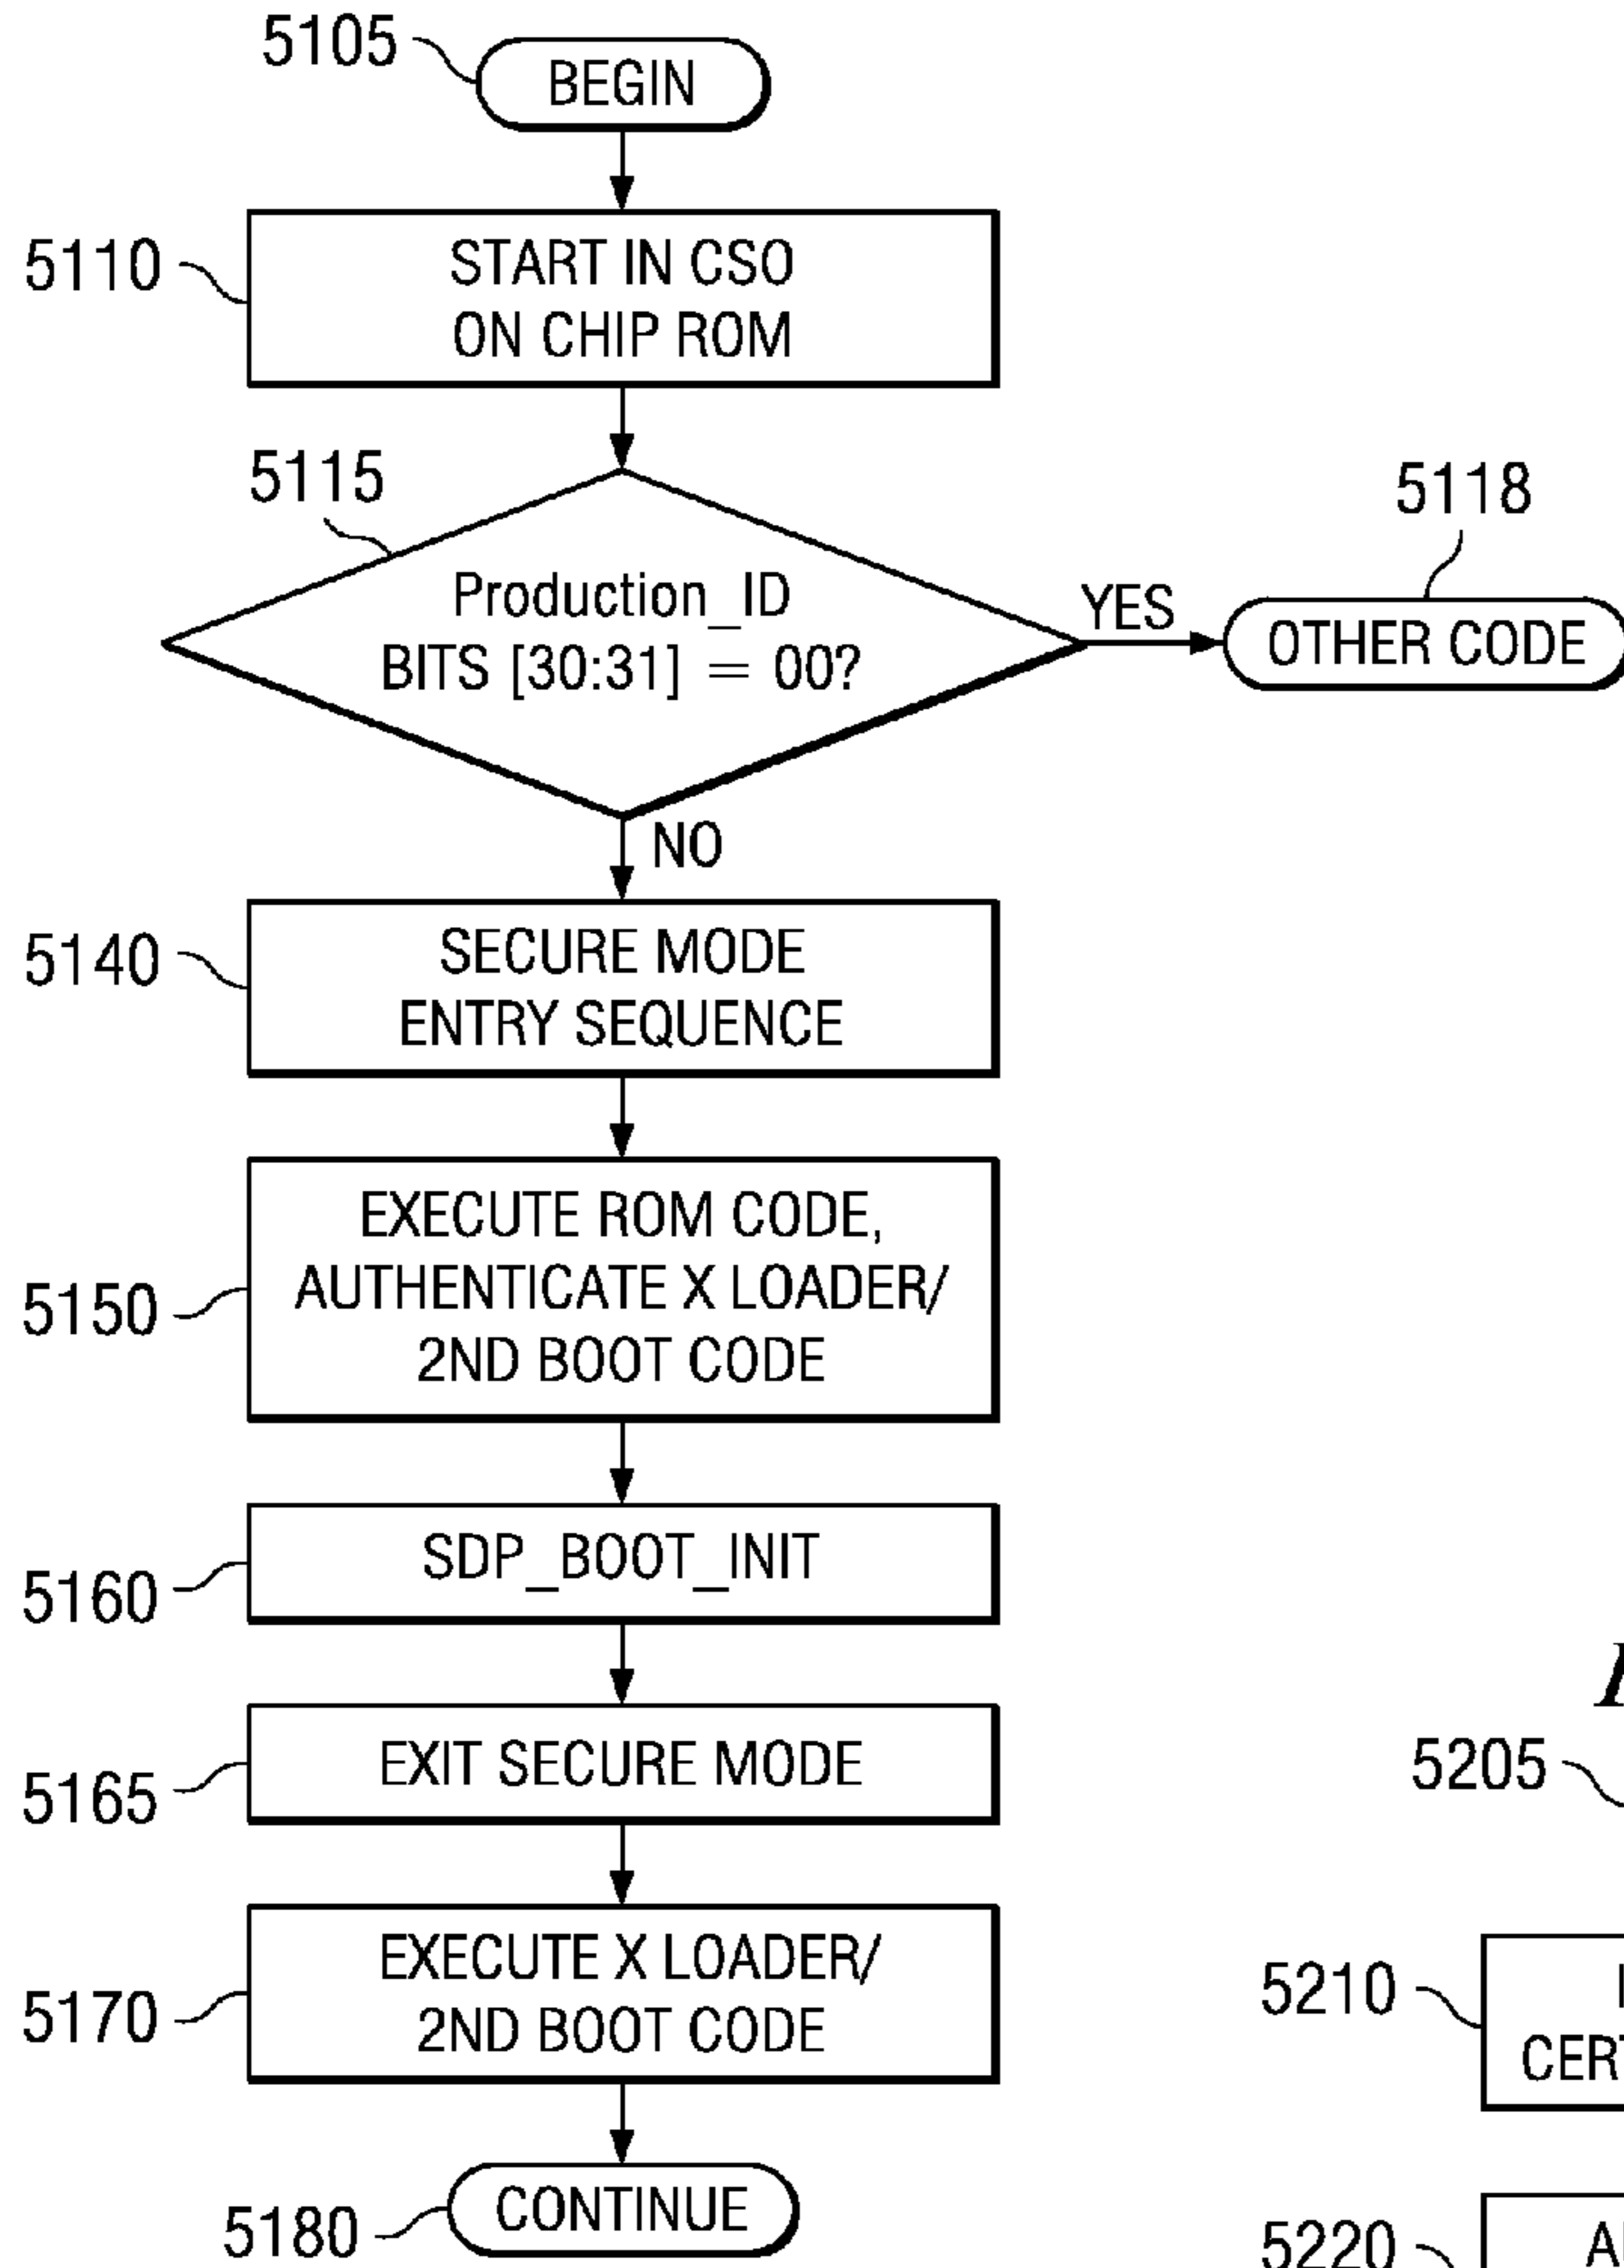 5105
BEGIN
5110
START IN CSO
ON CHIP ROM
5115
Production_ID
BITS [30:31] = 00?
YES
5118
OTHER CODE
NO
5140
SECURE MODE
ENTRY SEQUENCE
5150
EXECUTE ROM CODE,
AUTHENTICATE X LOADER/
2ND BOOT CODE
5160
SDP_BOOT_INIT
5165
EXIT SECURE MODE
5170
EXECUTE X LOADER/
2ND BOOT CODE
5180
CONTINUE
5205
5210
CERT
5220